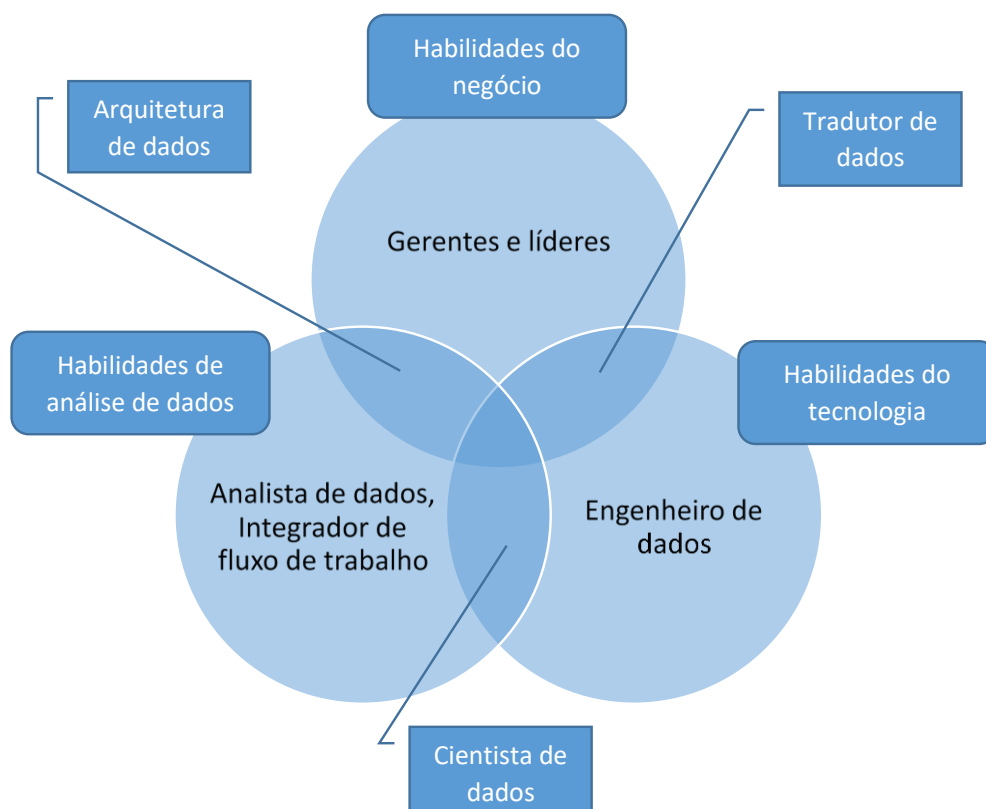 Habilidades do
negócio
Arquitetura
de dados
Tradutor de
dados
Gerentes e líderes
Habilidades de
análise de dados
Habilidades do
tecnologia
Analista de dados,
Integrador de
fluxo de trabalho
Engenheiro de
dados
Cientista de
dados